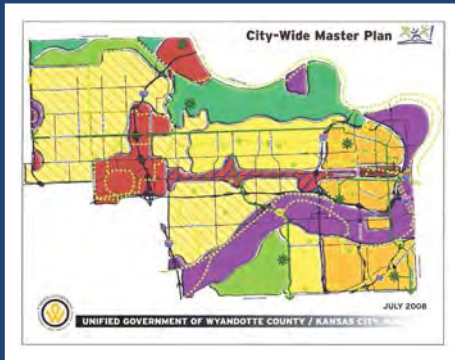 City-Wide Master Plan
JULY 2008
UNIFIED GOVERNMENT OF WYANDOTTE COUNTY / KANSAS CITY,